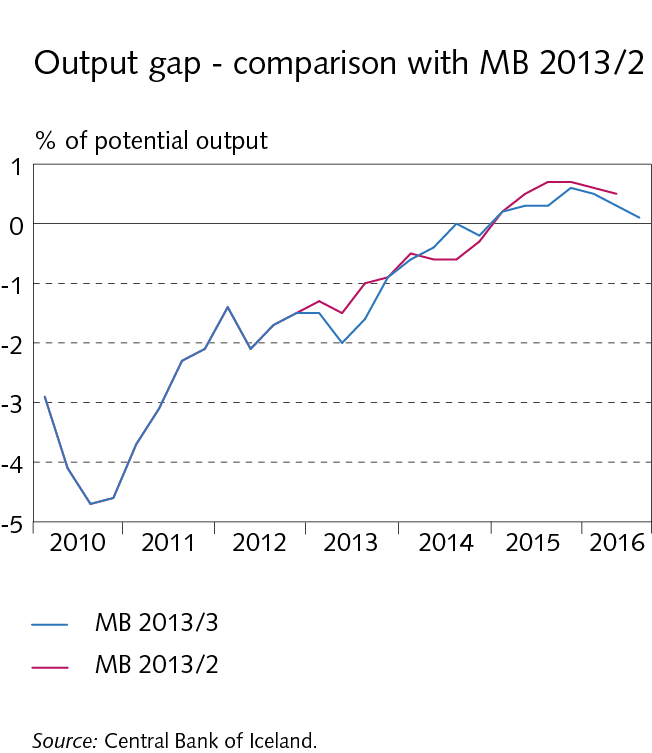 Output gap - comparison with MB 2013/2
% of potential output
1
0
-1
-2
-3
-4
-5
2010 2011 2012 2013 2014 2015 2016
MB 2013/3
MB 2013/2
Source: Central Bank of Iceland.